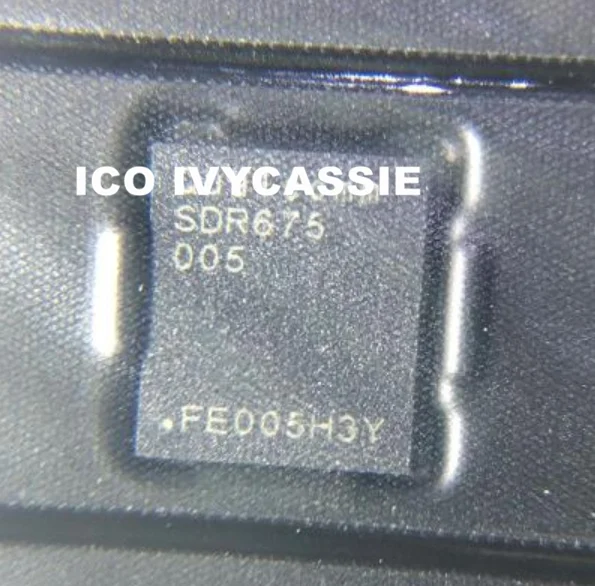 ICO IVYCASSIE
SDR675
005
.FE005H3Y